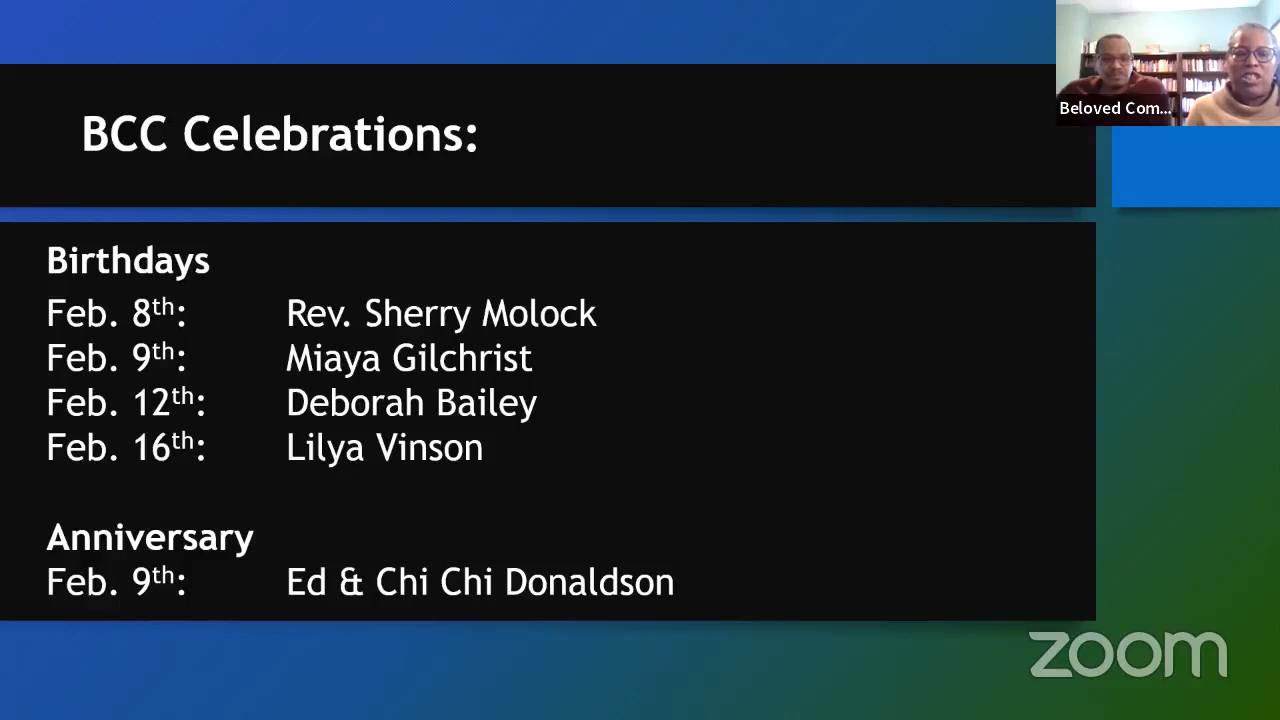 BCC Celebrations:
Beloved Com...
Birthdays
Feb. 8th: Rev. Sherry Molock
Feb. 9th: Miaya Gilchrist
Feb. 12th: Deborah Bailey
Feb. 16th: Lilya Vinson
Anniversary
Feb. 9th: Ed & Chi Chi Donaldson
zoom